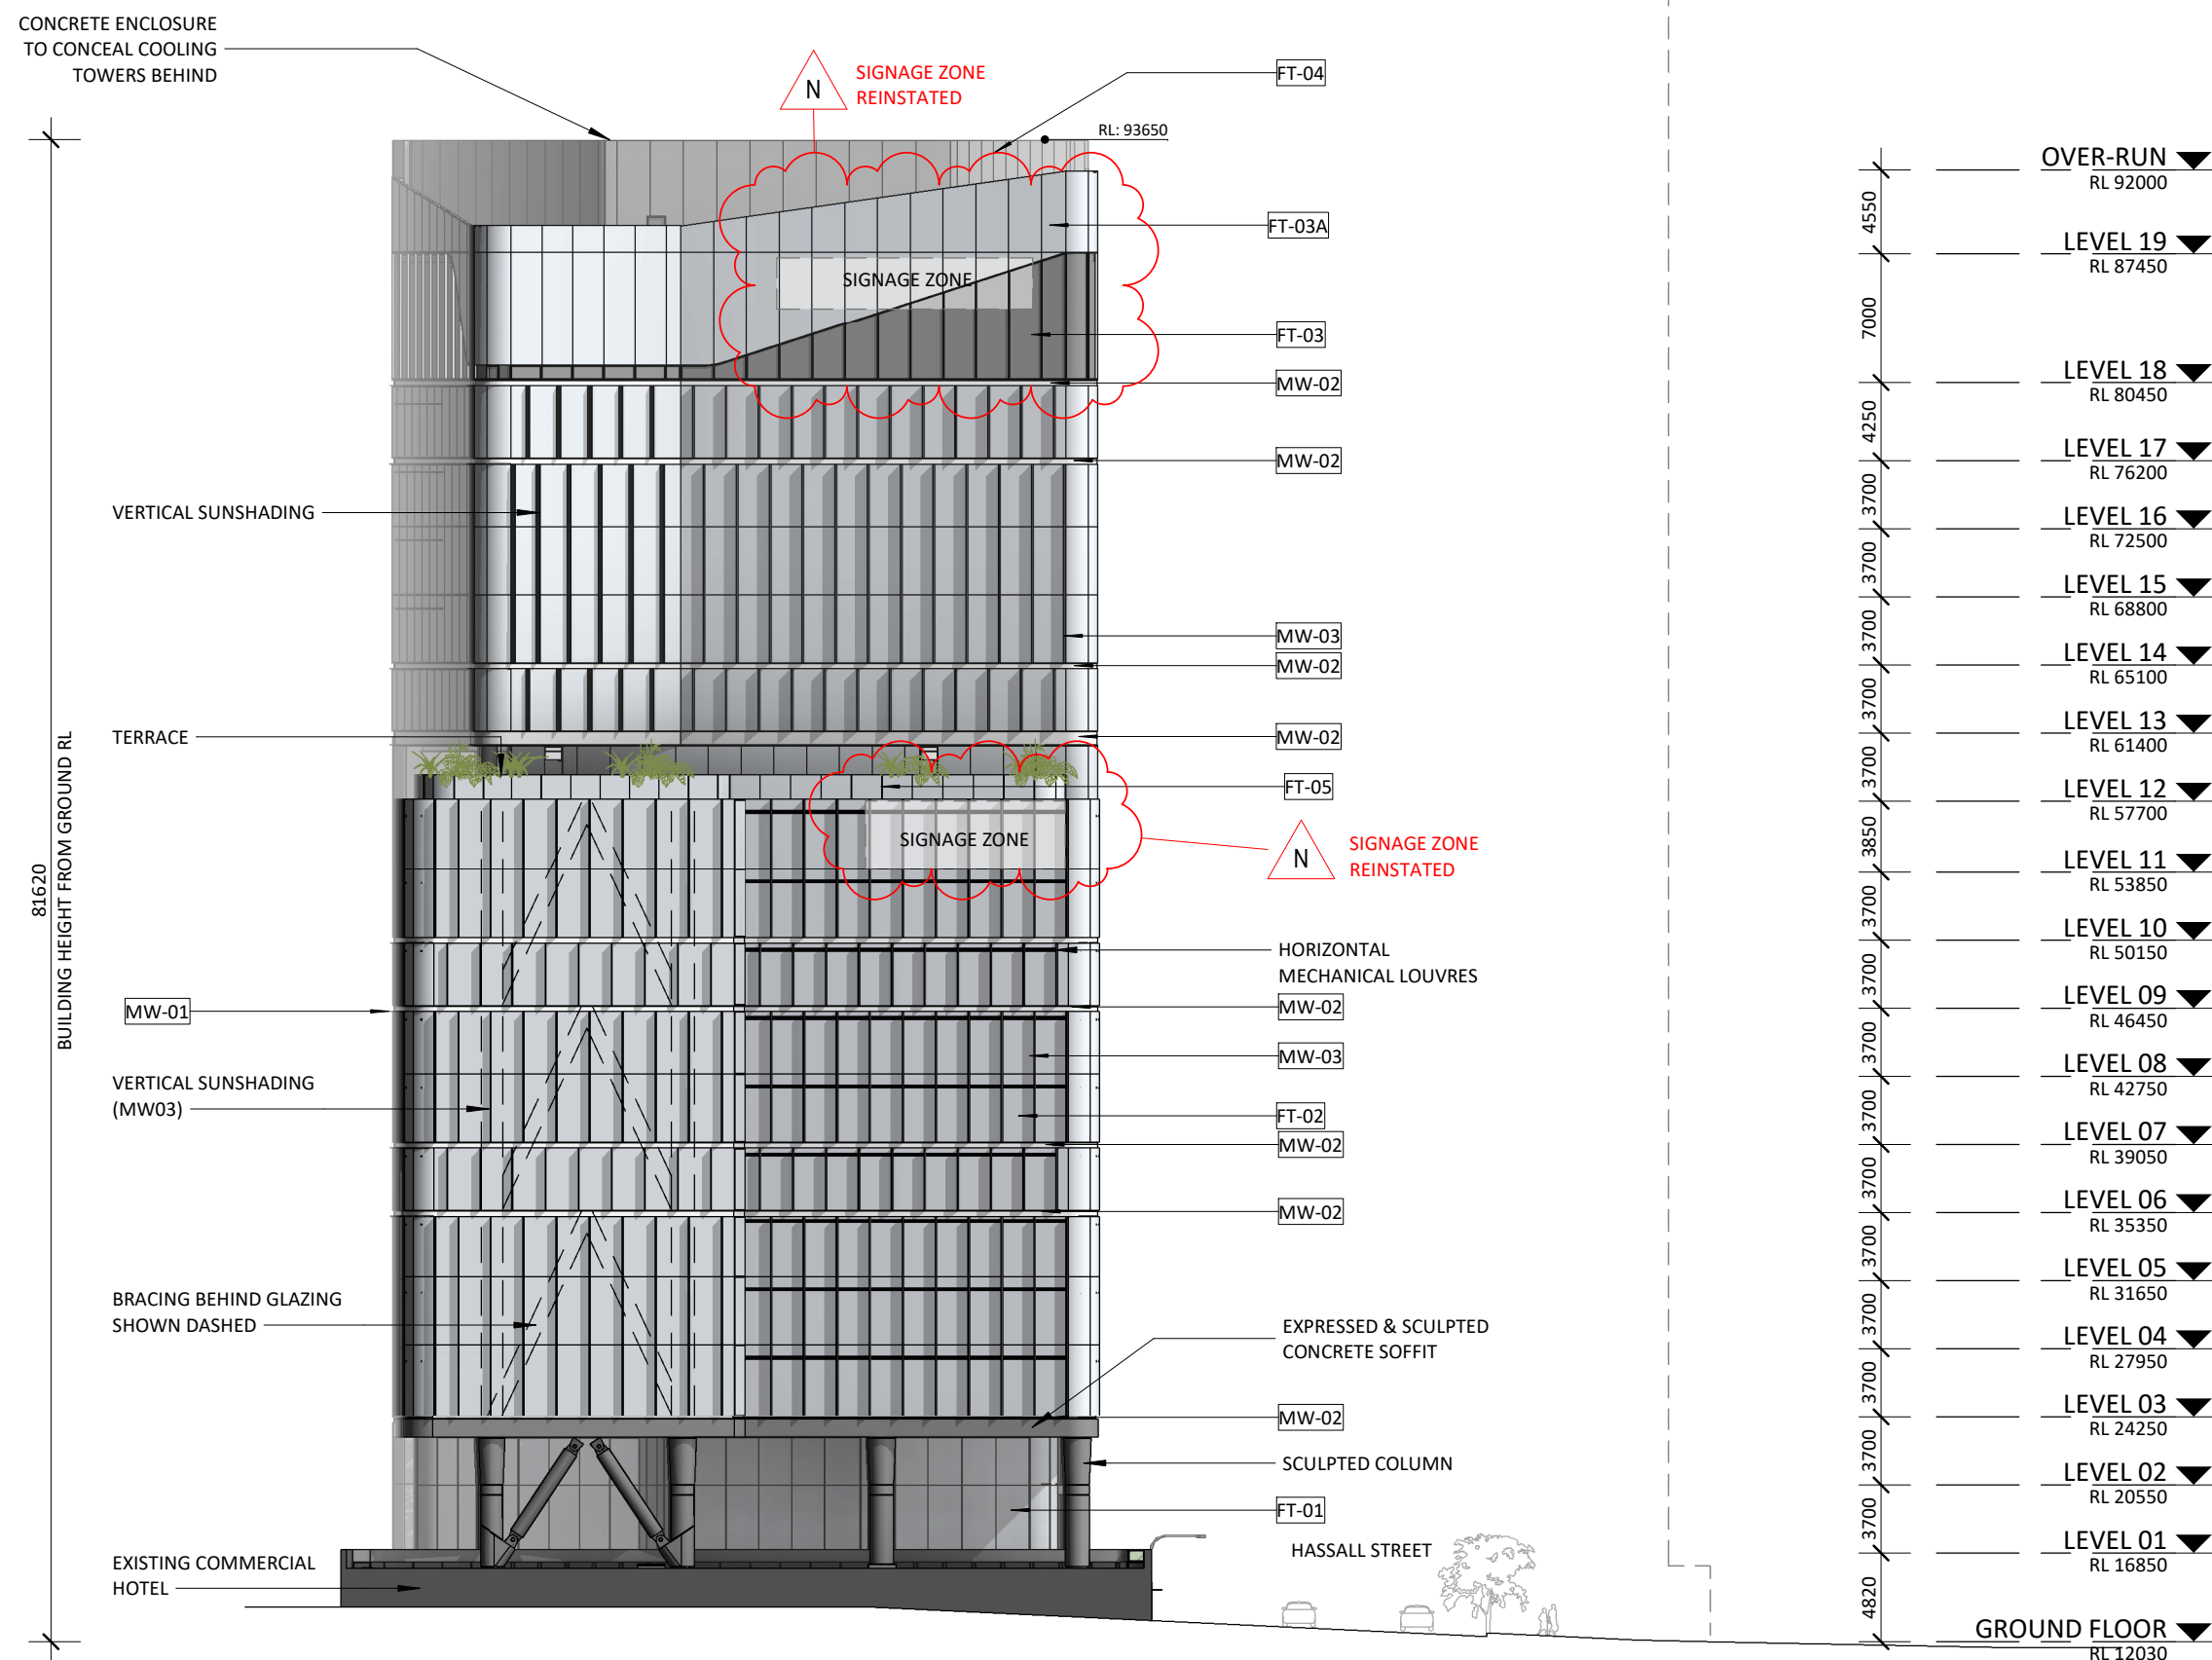 CONCRETE ENCLOSURE
TO CONCEAL COOLING
TOWERS BEHIND
N
SIGNAGE ZONE
REINSTATED
FT-04
RL: 93650
FT-03A
SIGNAGE ZONE
FT-03
MW-02
MW-02
VERTICAL SUNSHADING
MW-03
MW-02
TERRACE
MW-02
FT-05
SIGNAGE ZONE
N
SIGNAGE ZONE
REINSTATED
81620
BUILDING HEIGHT FROM GROUND RL
HORIZONTAL
MECHANICAL LOUVRES
MW-01
MW-02
MW-03
VERTICAL SUNSHADING
(MW03)
FT-02
MW-02
MW-02
BRACING BEHIND GLAZING
SHOWN DASHED
EXPRESSED & SCULPTED
CONCRETE SOFFIT
MW-02
SCULPTED COLUMN
FT-01
HASSALL STREET
EXISTING COMMERCIAL
HOTEL
OVER-RUN
RL 92000
4550
LEVEL 19
RL 87450
7000
LEVEL 18
RL 80450
4250
LEVEL 17
RL 76200
3700
LEVEL 16
RL 72500
3700
LEVEL 15
RL 68800
3700
LEVEL 14
RL 65100
3700
LEVEL 13
RL 61400
3700
LEVEL 12
RL 57700
3850
LEVEL 11
RL 53850
3700
LEVEL 10
RL 50150
3700
LEVEL 09
RL 46450
3700
LEVEL 08
RL 42750
3700
LEVEL 07
RL 39050
3700
LEVEL 06
RL 35350
3700
LEVEL 05
RL 31650
3700
LEVEL 04
RL 27950
3700
LEVEL 03
RL 24250
3700
LEVEL 02
RL 20550
3700
LEVEL 01
RL 16850
4820
GROUND FLOOR
RL 12030